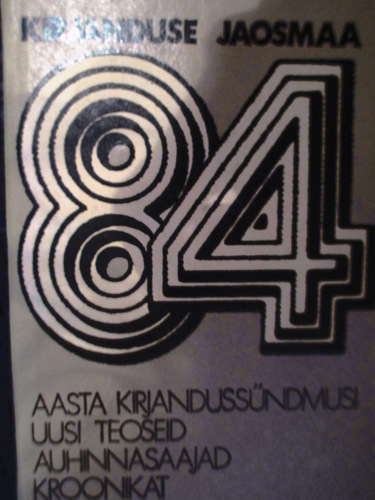 KIRJANDUSE JAOSMAA
84
AASTA KIRJANDUSSÜNDMUSI
UUSI TEOSEID
AUHINNASAAJAD
KROONIKAT